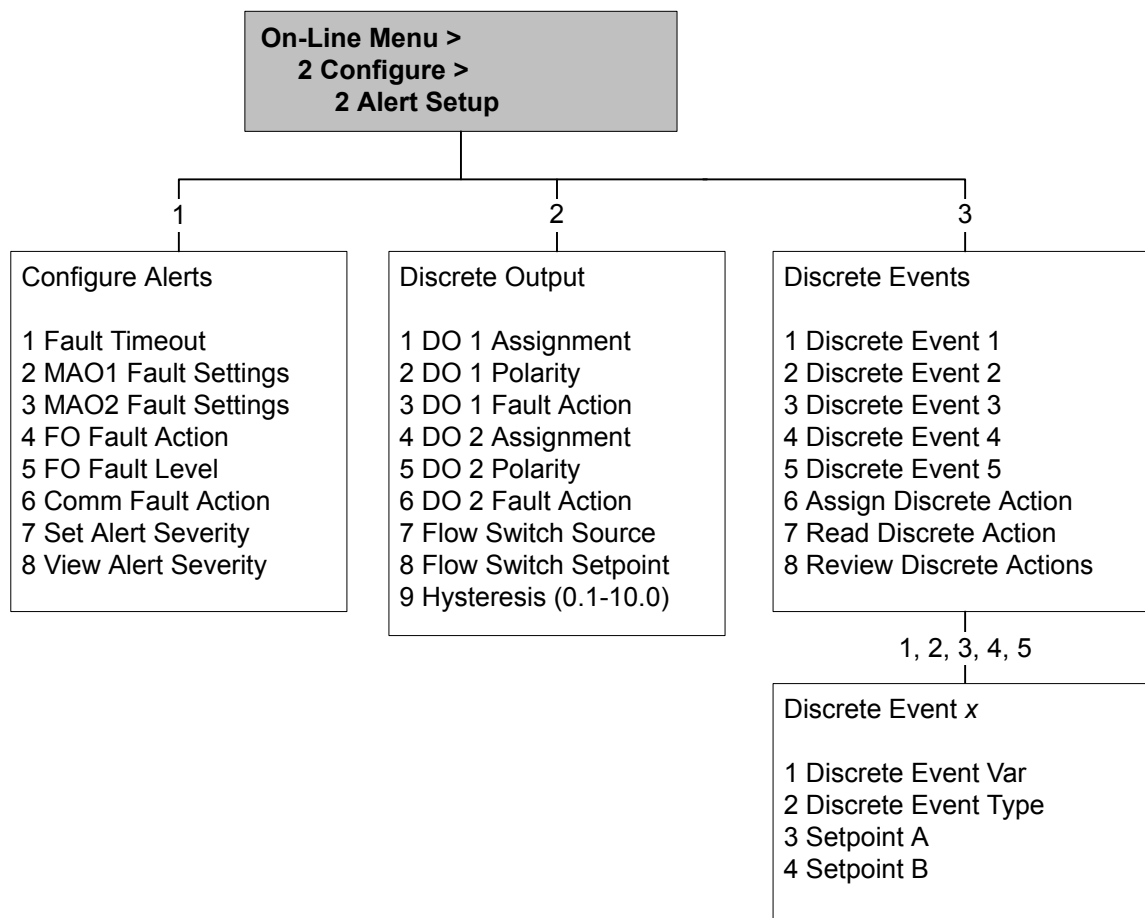 On-Line Menu >
2 Configure >
2 Alert Setup
1
2
3
Configure Alerts
1 Fault Timeout
2 MAO1 Fault Settings
3 MAO2 Fault Settings
4 FO Fault Action
5 FO Fault Level
6 Comm Fault Action
7 Set Alert Severity
8 View Alert Severity
Discrete Output
1 DO 1 Assignment
2 DO 1 Polarity
3 DO 1 Fault Action
4 DO 2 Assignment
5 DO 2 Polarity
6 DO 2 Fault Action
7 Flow Switch Source
8 Flow Switch Setpoint
9 Hysteresis (0.1-10.0)
Discrete Events
1 Discrete Event 1
2 Discrete Event 2
3 Discrete Event 3
4 Discrete Event 4
5 Discrete Event 5
6 Assign Discrete Action
7 Read Discrete Action
8 Review Discrete Actions
1, 2, 3, 4, 5
Discrete Event x
1 Discrete Event Var
2 Discrete Event Type
3 Setpoint A
4 Setpoint B